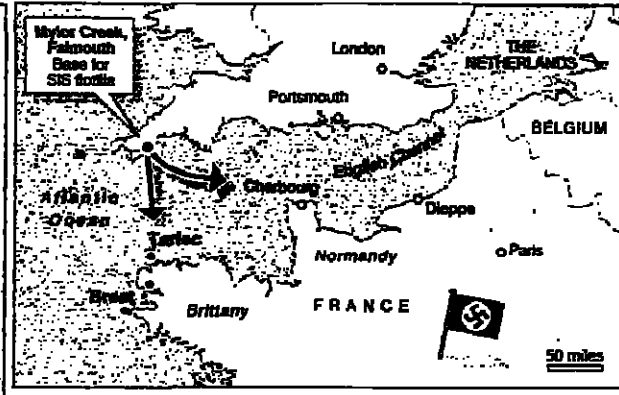 Mylor Creek,
Falmouth
Base for
SIS flotilla
London
THE
NETHERLANDS
Portsmouth
BELGIUM
English Channel
Cherbourg
Atlantic
Ocean
Dieppe
Normandy
Paris
Brest
Brittany
FRANCE
50 miles